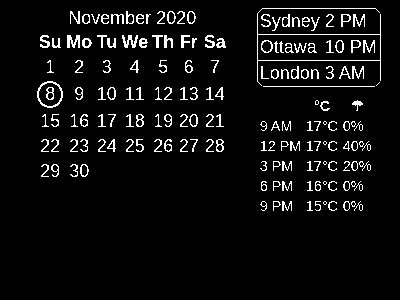 November 2020
Su Mo Tu We Th Fr Sa
1 2 3 4 5 6 7
8 9 10 11 12 13 14
15 16 17 18 19 20 21
22 23 24 25 26 27 28
29 30
Sydney 2 PM
Ottawa 10 PM
London 3 AM
°C ☂
9 AM 17°C 0%
12 PM 17°C 40%
3 PM 17°C 20%
6 PM 16°C 0%
9 PM 15°C 0%